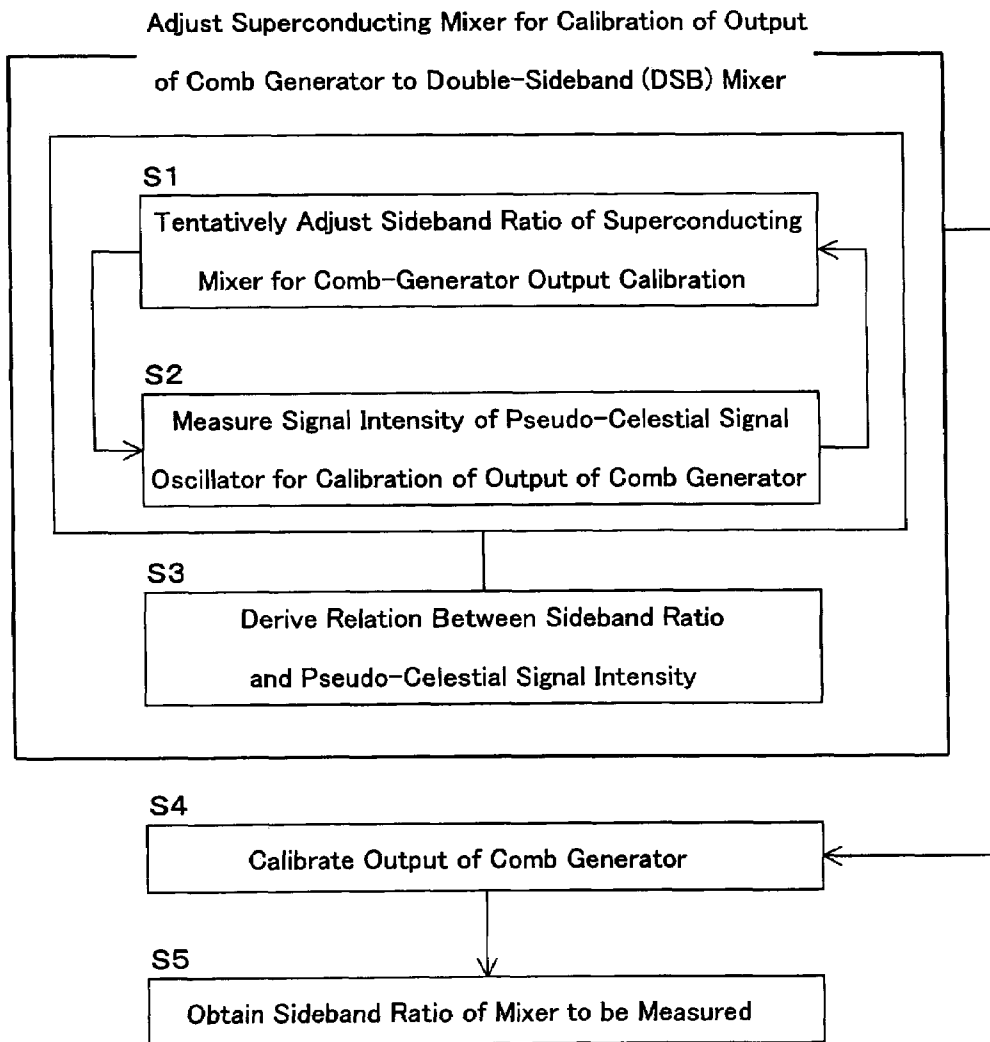 Adjust Superconducting Mixer for Calibration of Output
of Comb Generator to Double-Sideband (DSB) Mixer
S1
Tentatively Adjust Sideband Ratio of Superconducting
Mixer for Comb-Generator Output Calibration
S2
Measure Signal Intensity of Pseudo-Celestial Signal
Oscillator for Calibration of Output of Comb Generator
S3
Derive Relation Between Sideband Ratio
and Pseudo-Celestial Signal Intensity
S4
Calibrate Output of Comb Generator
S5
Obtain Sideband Ratio of Mixer to be Measured